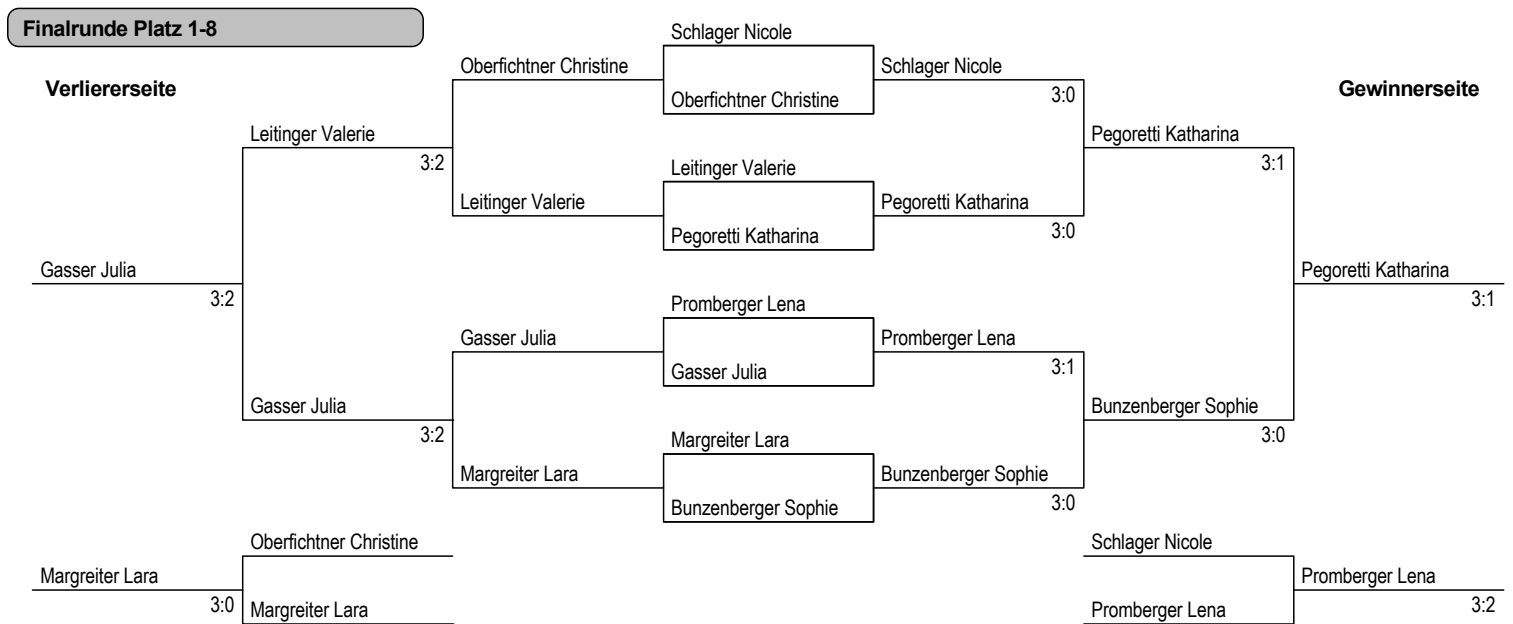 Finalrunde Platz 1-8
Schlager Nicole
Oberfichtner Christine
Schlager Nicole
Verliererseite
3:0
Gewinnerseite
Oberfichtner Christine
Leitinger Valerie
Pegoretti Katharina
3:2
Leitinger Valerie
3:1
Leitinger Valerie
Pegoretti Katharina
3:0
Pegoretti Katharina
Gasser Julia
Pegoretti Katharina
3:2
3:1
Promberger Lena
Gasser Julia
Promberger Lena
3:1
Gasser Julia
Gasser Julia
Bunzenberger Sophie
3:2
Margreiter Lara
3:0
Margreiter Lara
Bunzenberger Sophie
3:0
Bunzenberger Sophie
Oberfichtner Christine
Schlager Nicole
Margreiter Lara
Promberger Lena
3:0
Margreiter Lara
Promberger Lena
3:2